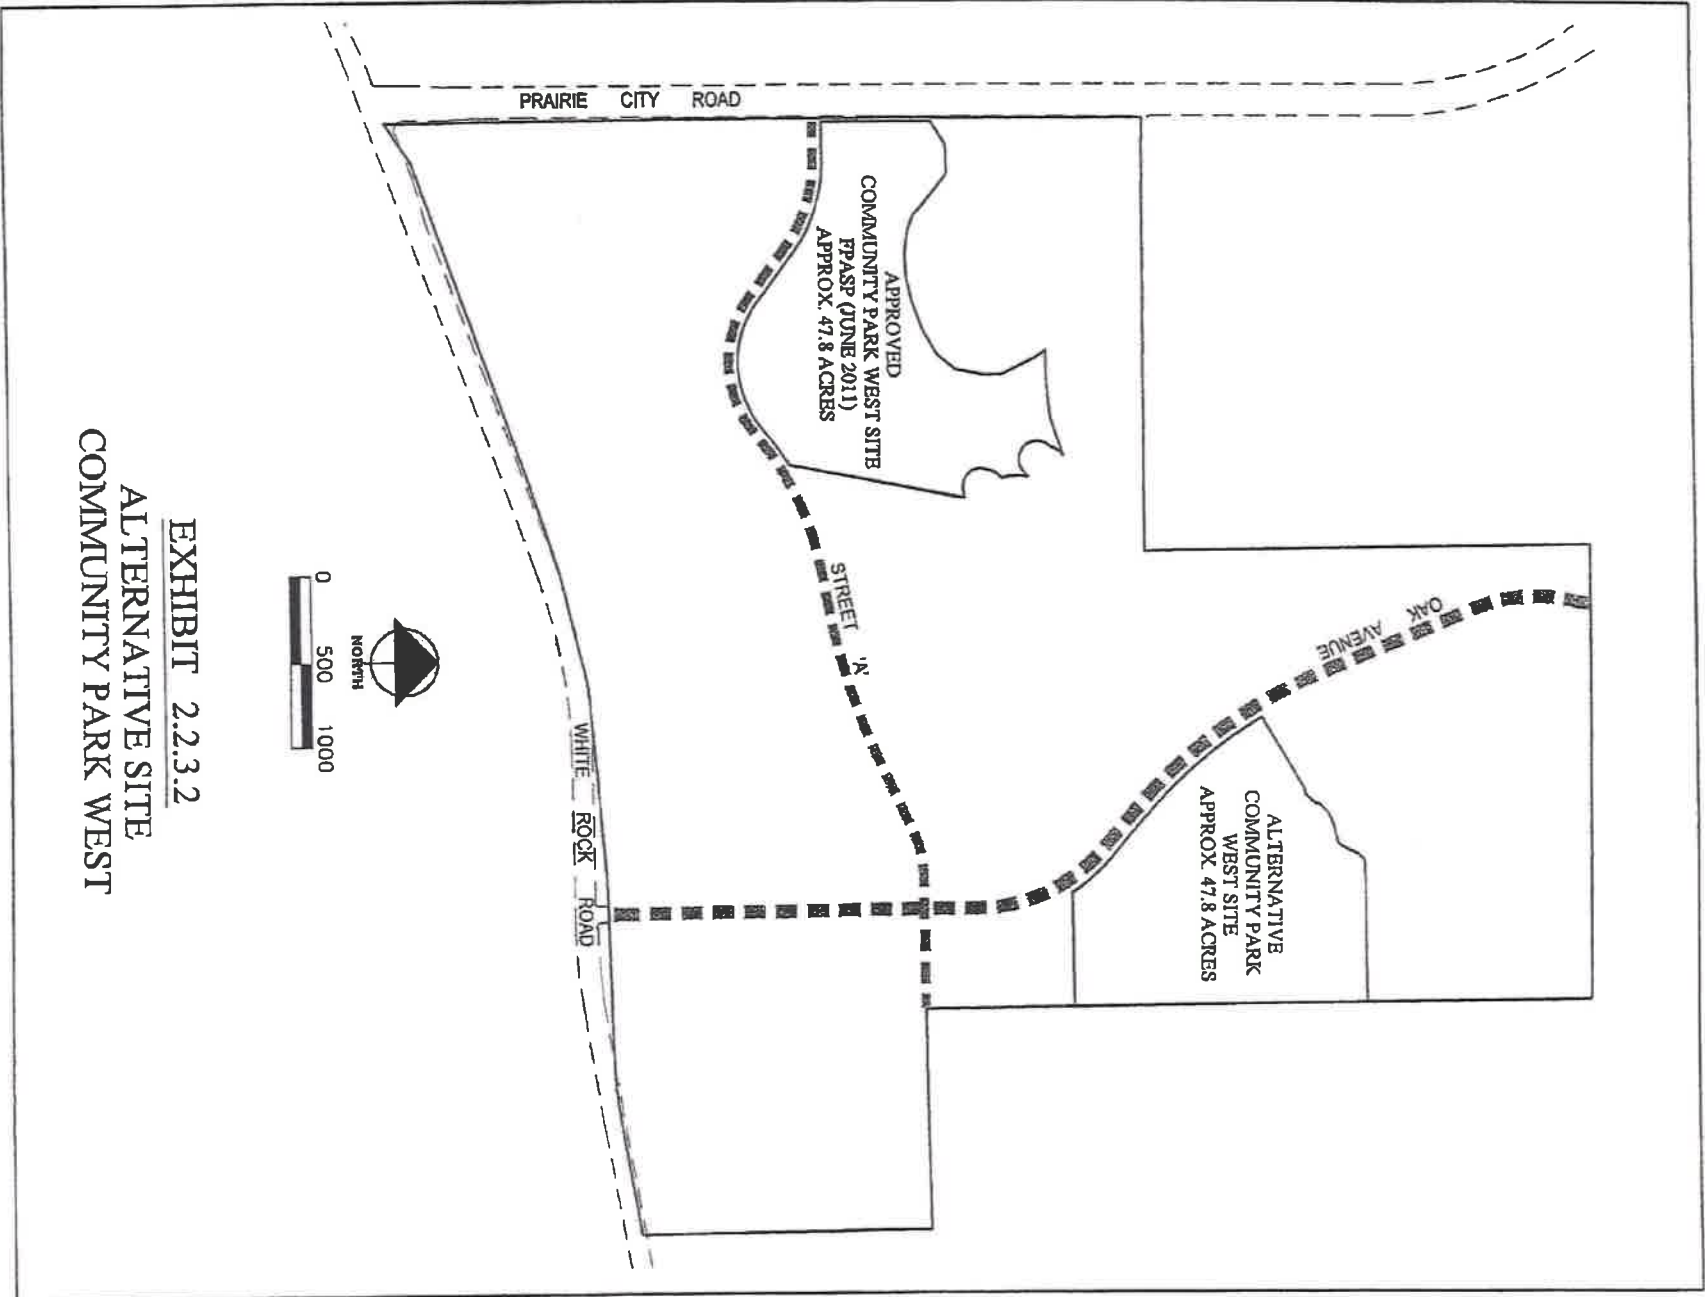 PRAIRIE CITY ROAD
APPROVED
COMMUNITY PARK WEST SITE
FPASP (JUNE 2011)
APPROX. 47.8 ACRES
STREET 'A'
OAK
AVENUE
ALTERNATIVE
COMMUNITY PARK
WEST SITE
APPROX. 47.8 ACRES
WHITE ROCK ROAD
0 500 1000
NORTH
EXHIBIT 2.2.3.2
ALTERNATIVE SITE
COMMUNITY PARK WEST